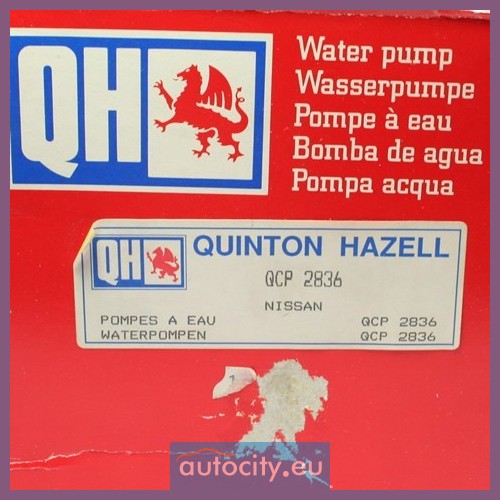 QH
Water pump
Wasserpumpe
Pompe à eau
Bomba de agua
Pompa acqua
QH QUINTON HAZELL
QCP 2836
NISSAN
POMPES A EAU QCP 2836
WATERPOMPEN QCP 2836
autocity.eu